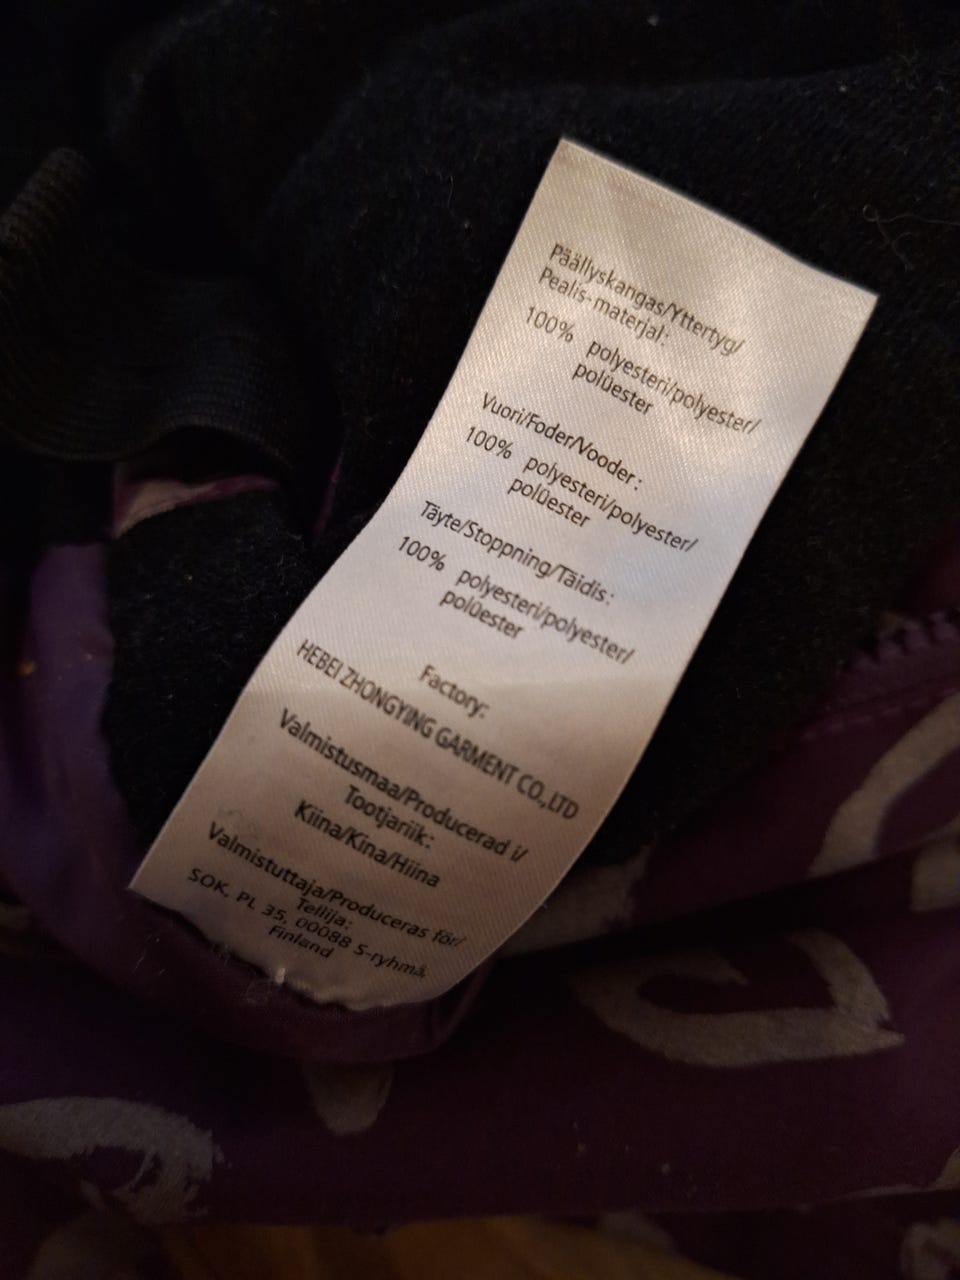 Päällyskangas/Yttertyg/
Pealis-materjal:
100% polyesteri/polyester/
polüester
Vuori/Foder/Vooder:
100% polyesteri/polyester/
polüester
Täyte/Stoppning/Täidis:
100% polyesteri/polyester/
polüester
Factory:
HEBEI ZHONGYING GARMENT CO.,LTD
Valmistusmaa/Producerad i/
Tootjariik:
Kiina/Kina/Hiina
Valmistuttaja/Produceras för/
Tellija:
SOK, PL 35, 00088 S-ryhmä,
Finland